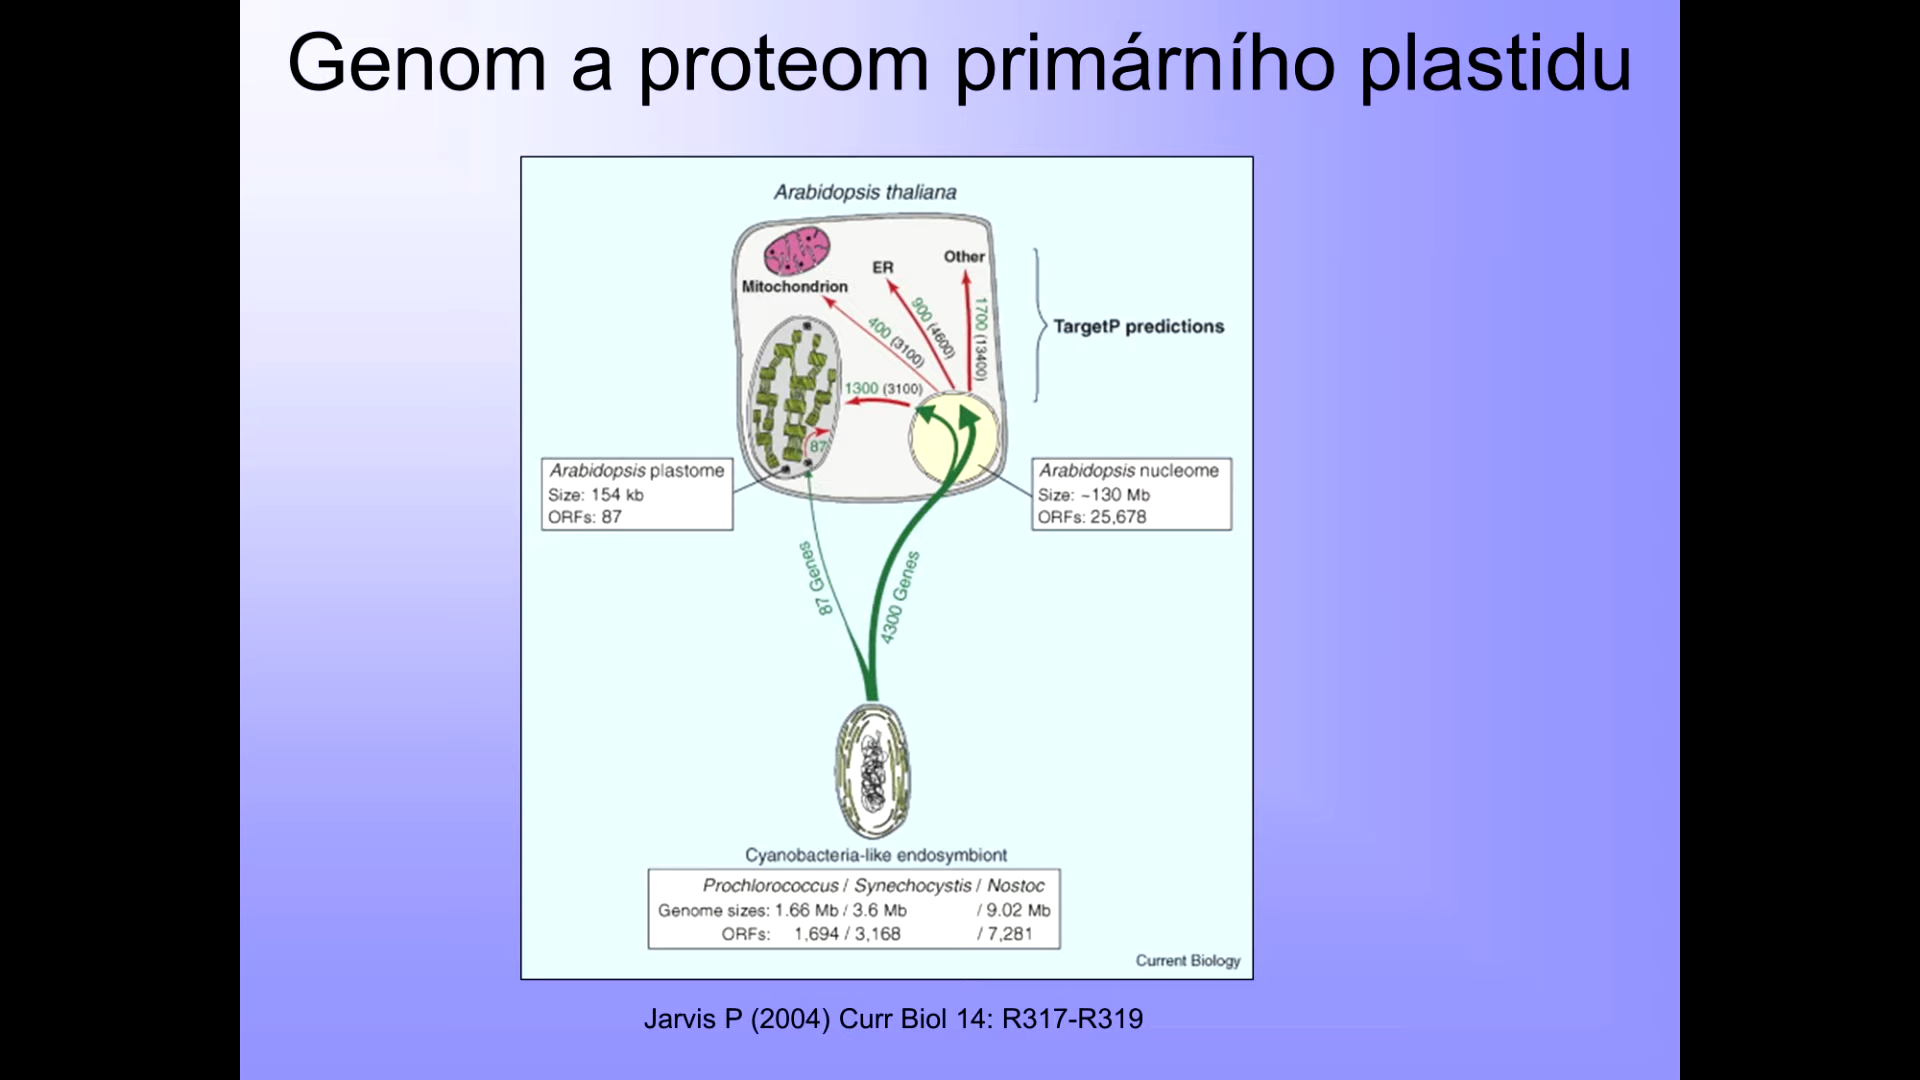 Genom a proteom primárního plastidu
Arabidopsis thaliana
Other
ER
Mitochondrion
1700 (13400)
900 (4600)
400 (3100)
TargetP predictions
1300 (3100)
87
Arabidopsis plastome
Size: 154 kb
ORFs: 87
Arabidopsis nucleome
Size: ~130 Mb
ORFs: 25,678
87 Genes
4300 Genes
Cyanobacteria-like endosymbiont
Prochlorococcus / Synechocystis / Nostoc
Genome sizes: 1.66 Mb / 3.6 Mb / 9.02 Mb
ORFs: 1,694 / 3,168 / 7,281
Current Biology
Jarvis P (2004) Curr Biol 14: R317-R319